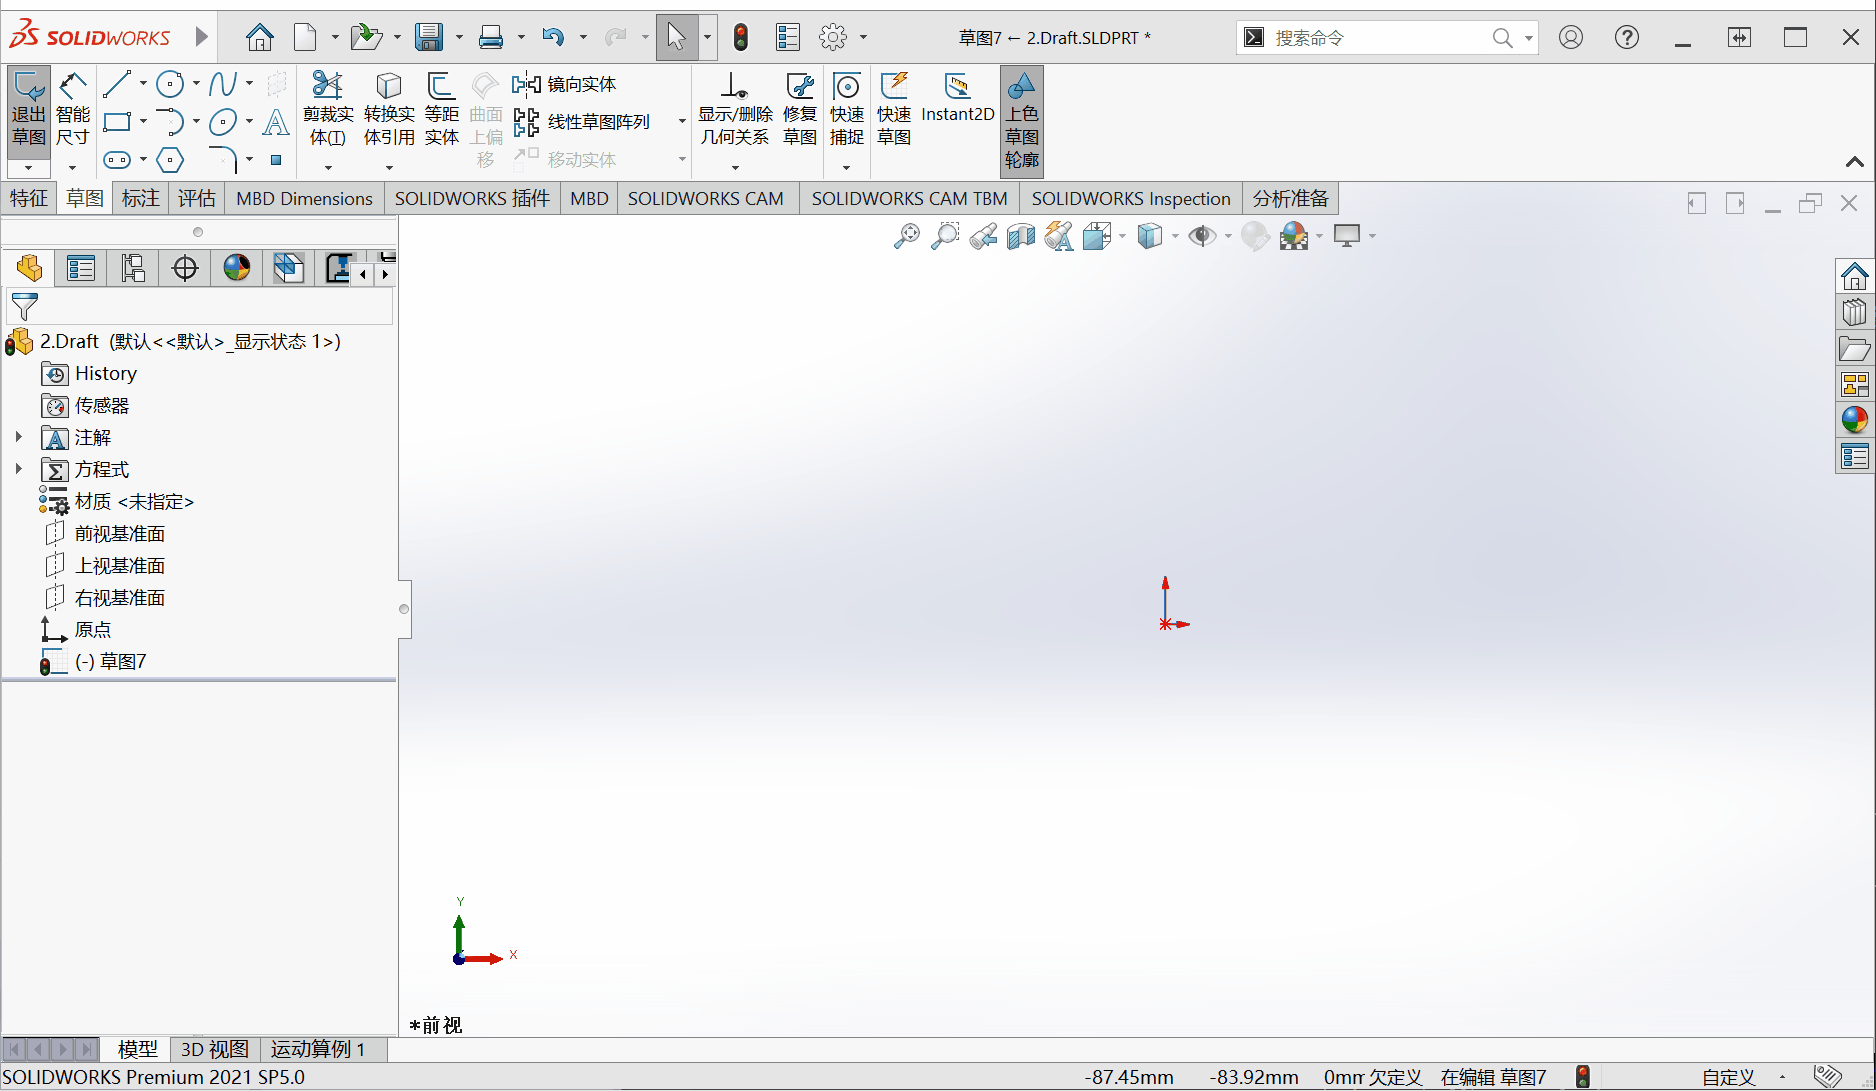 SOLIDWORKS
草图7 ← 2.Draft.SLDPRT *
搜索命令
退出草图
智能尺寸
剪裁实体(T)
转换实体引用
等距实体
曲面上偏移
镜向实体
线性草图阵列
移动实体
显示/删除几何关系
修复草图
快速捕捉
快速草图
Instant2D
上色草图轮廓
特征
草图
标注
评估
MBD Dimensions
SOLIDWORKS 插件
MBD
SOLIDWORKS CAM
SOLIDWORKS CAM TBM
SOLIDWORKS Inspection
分析准备
2.Draft (默认<<默认>_显示状态 1>)
History
传感器
注解
方程式
材质 <未指定>
前视基准面
上视基准面
右视基准面
原点
(-) 草图7
Y
X
*前视
模型
3D 视图
运动算例 1
SOLIDWORKS Premium 2021 SP5.0
-87.45mm
-83.92mm
0mm
欠定义
在编辑 草图7
自定义